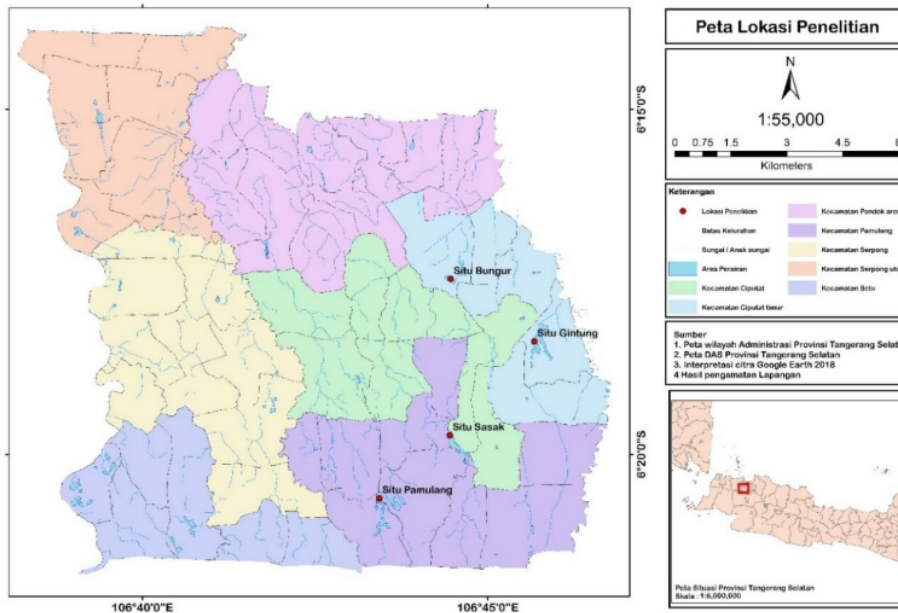 Peta Lokasi Penelitian
N
1:55,000
0 0.75 1.5 3 4.5
Kilometers
Keterangan
Lokasi Penelitian
Batas Kelurahan
Sungai / Anak sungai
Area Perairan
Kecamatan Ciputat
Kecamatan Ciputat timur
Kecamatan Pondok aren
Kecamatan Pamulang
Kecamatan Serpong
Kecamatan Serpong
Kecamatan Setu
Sumber
1. Peta wilayah Administrasi Provinsi Tangerang Selat
2. Peta DAS Provinsi Tangerang Selatan
3. Interpretasi citra Google Earth 2018
4 Hasil pengamatan Lapangan
Peta Situasi Provinsi Tangerang Selatan
Skala : 1:6,000,000
Situ Bungur
Situ Gintung
Situ Sasak
Situ Pamulang
6°15'0"S
6°20'0"S
106°40'0"E
106°45'0"E